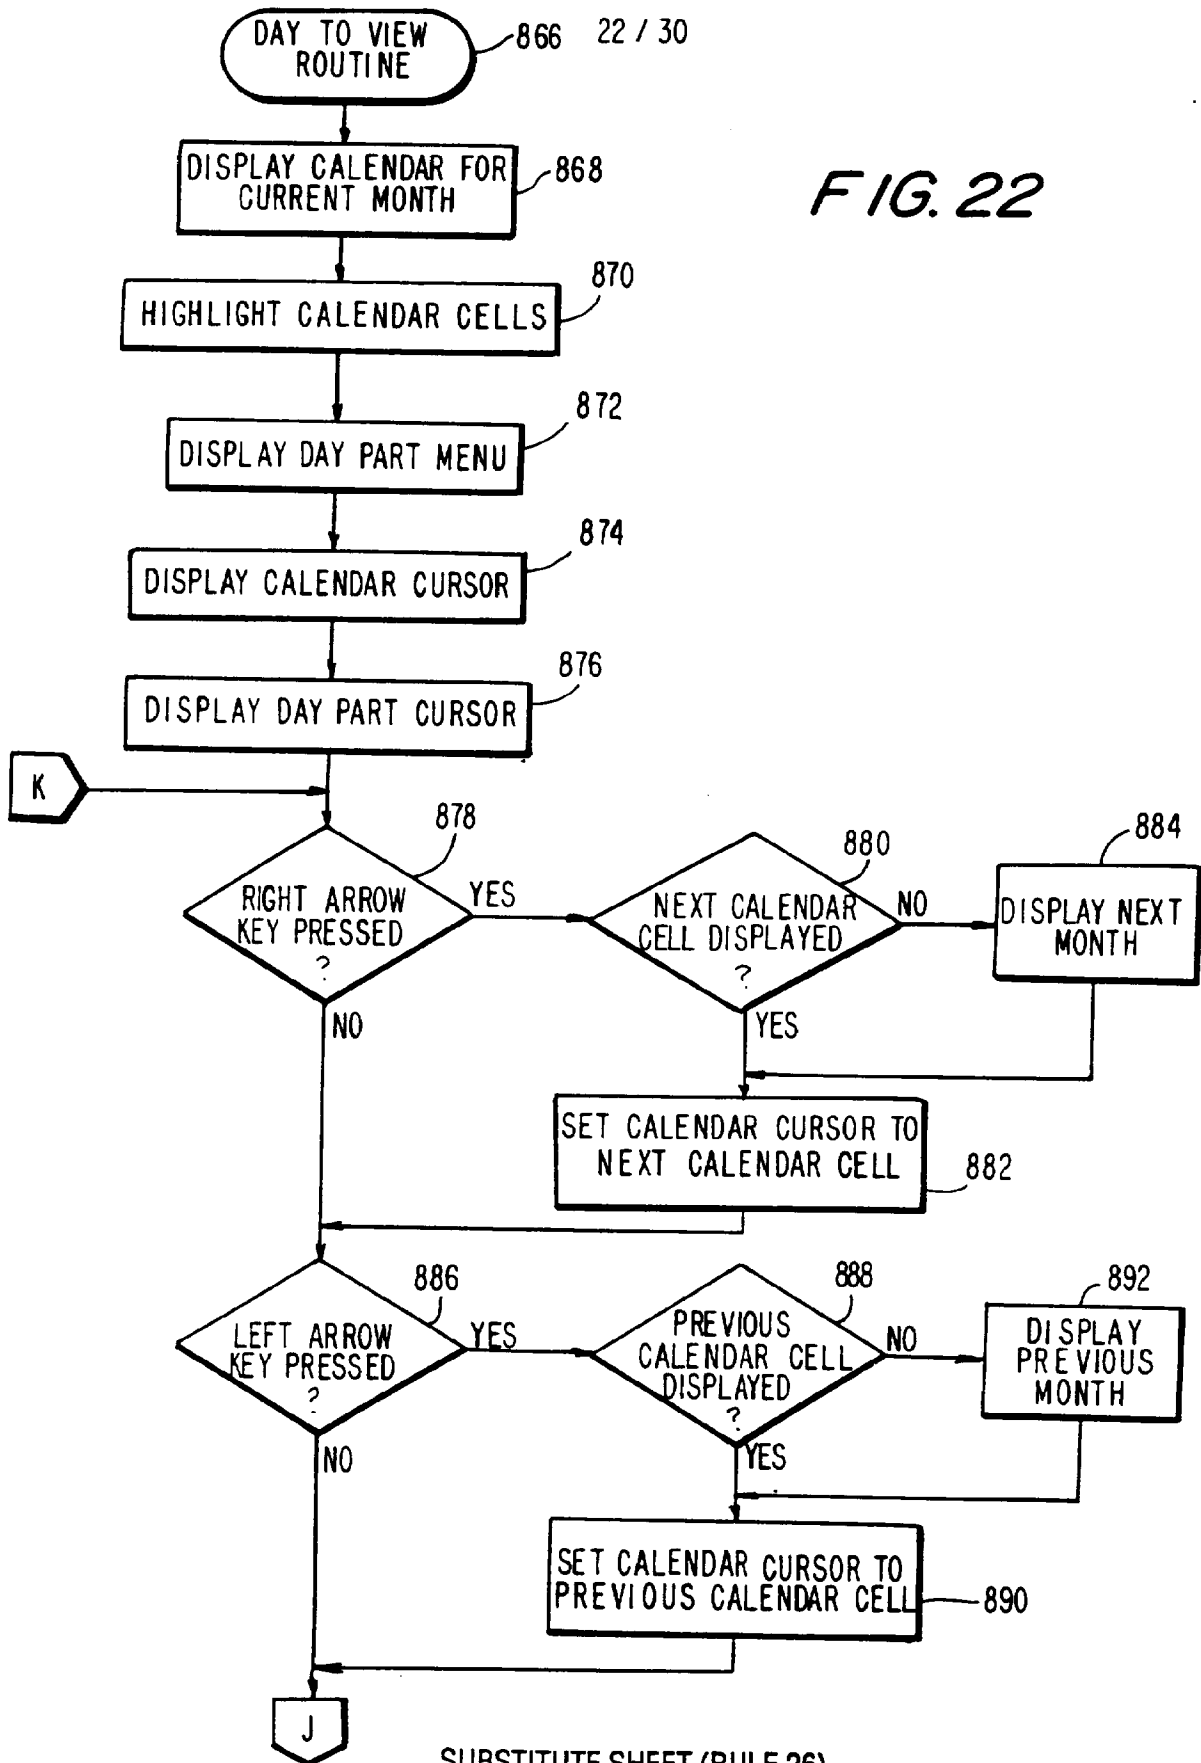 DAY TO VIEW
ROUTINE
866
22 / 30
DISPLAY CALENDAR FOR
CURRENT MONTH
868
FIG. 22
870
HIGHLIGHT CALENDAR CELLS
872
DISPLAY DAY PART MENU
874
DISPLAY CALENDAR CURSOR
876
DISPLAY DAY PART CURSOR
K
878
RIGHT ARROW
KEY PRESSED
?
YES
NO
880
NEXT CALENDAR
CELL DISPLAYED
?
NO
YES
884
DISPLAY NEXT
MONTH
SET CALENDAR CURSOR TO
NEXT CALENDAR CELL
882
886
LEFT ARROW
KEY PRESSED
?
YES
NO
888
PREVIOUS
CALENDAR CELL
DISPLAYED
?
NO
YES
892
DISPLAY
PREVIOUS
MONTH
SET CALENDAR CURSOR TO
PREVIOUS CALENDAR CELL
890
J
SUBSTITUTE SHEET (RULE 26)